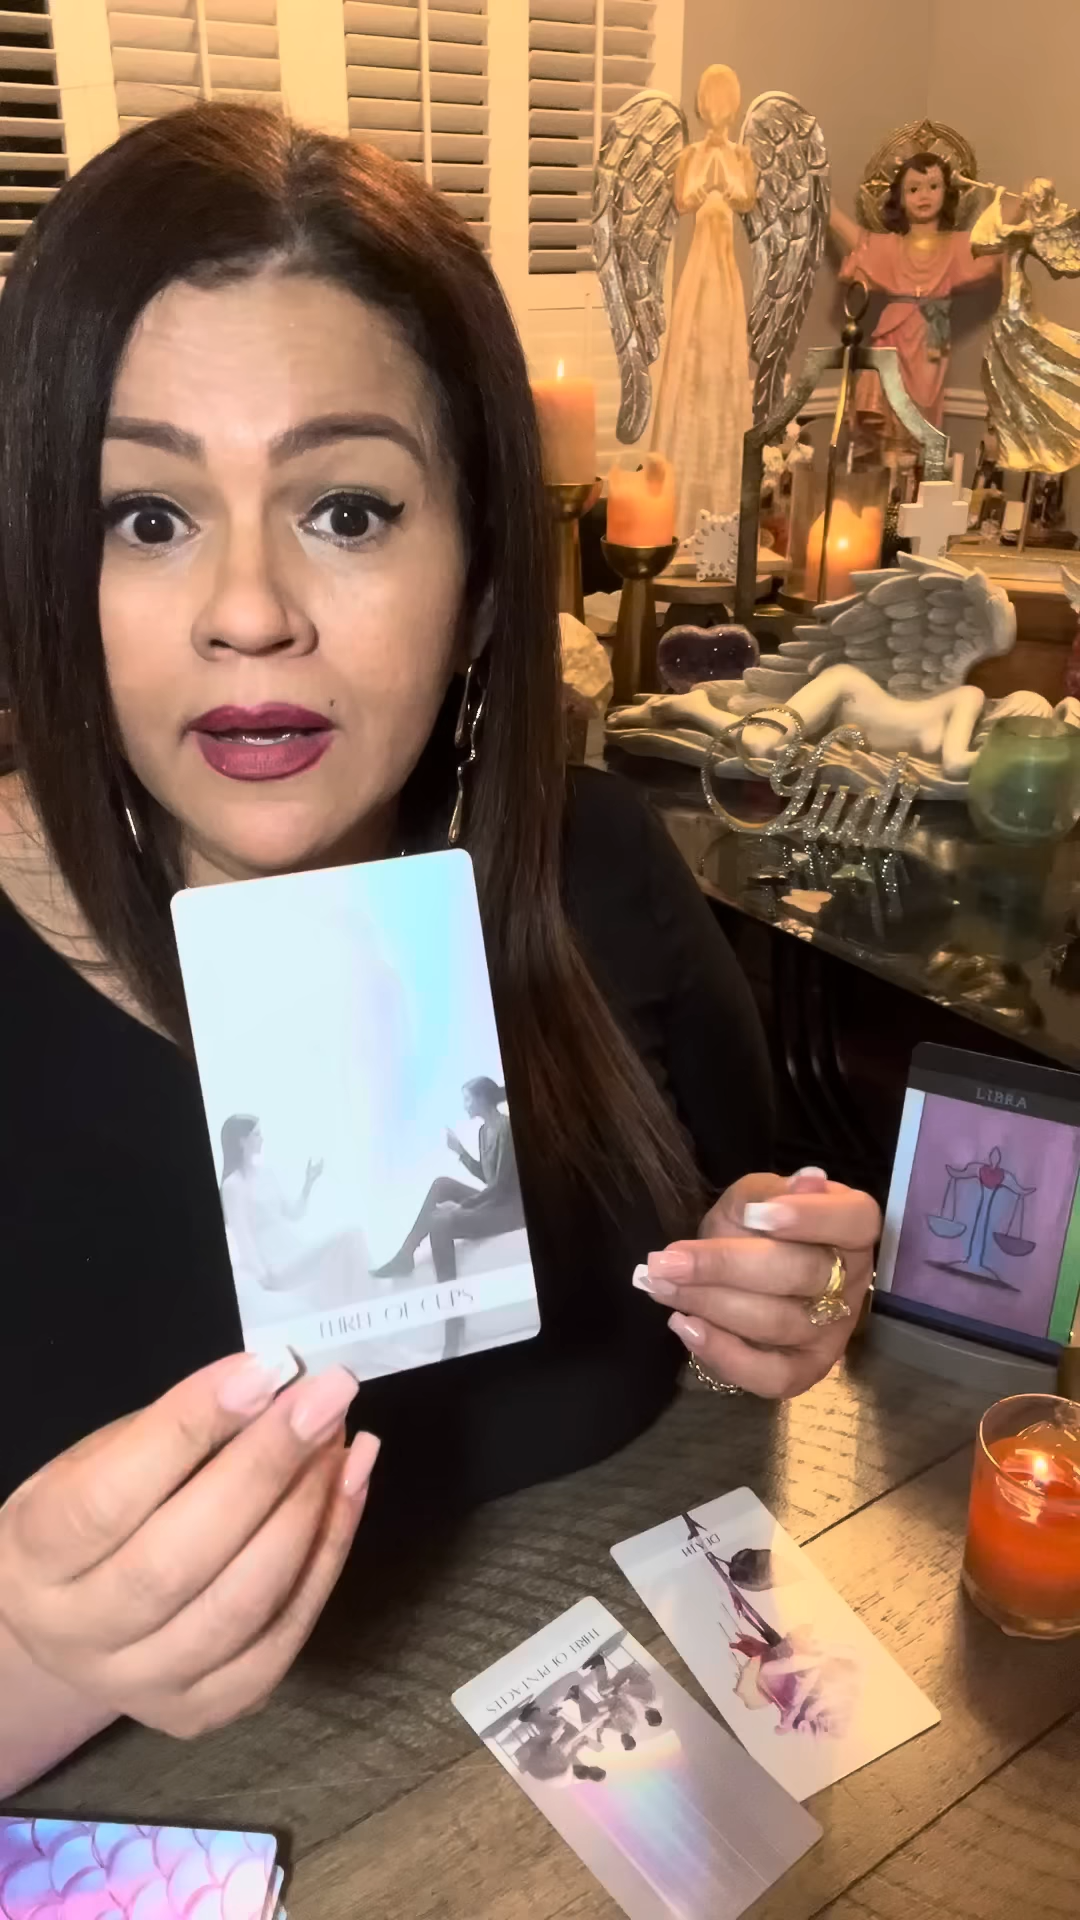 Gudi
LIBRA
THREE OF CUPS
DEATH
THREE OF PENTACLES